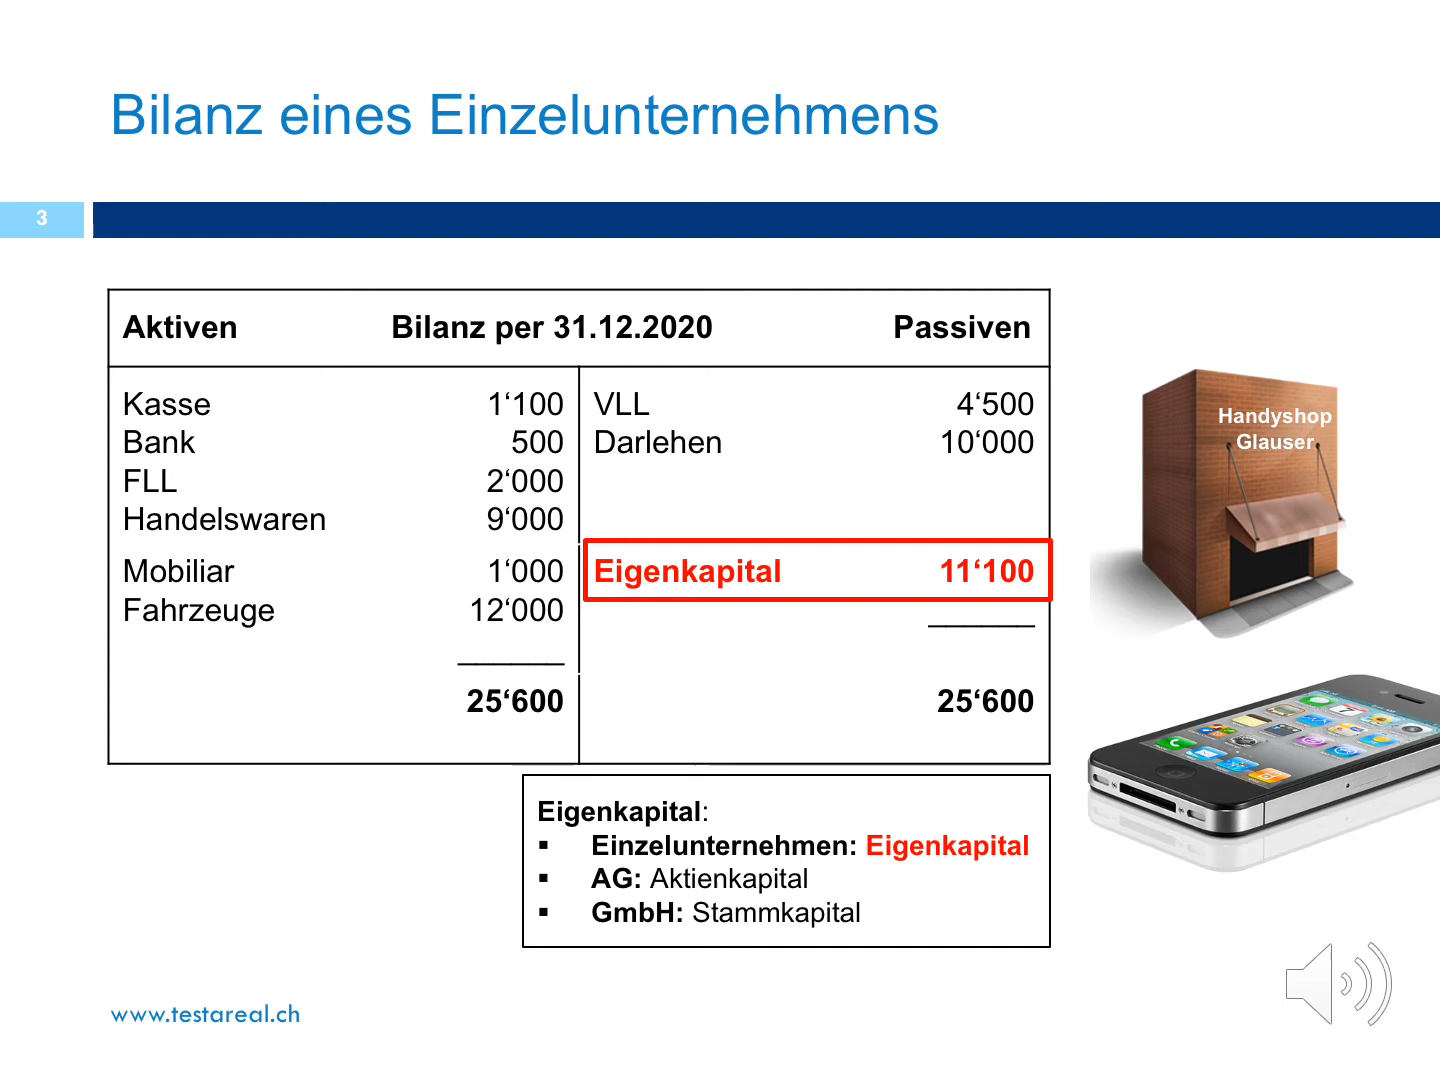 Bilanz eines Einzelunternehmens
3
Aktiven Bilanz per 31.12.2020 Passiven
Kasse 1‘100 VLL 4‘500
Bank 500 Darlehen 10‘000
FLL 2‘000
Handelswaren 9‘000
Mobiliar 1‘000 Eigenkapital 11‘100
Fahrzeuge 12‘000
25‘600 25‘600
Handyshop
Glauser
Eigenkapital:
▪ Einzelunternehmen: Eigenkapital
▪ AG: Aktienkapital
▪ GmbH: Stammkapital
www.testareal.ch